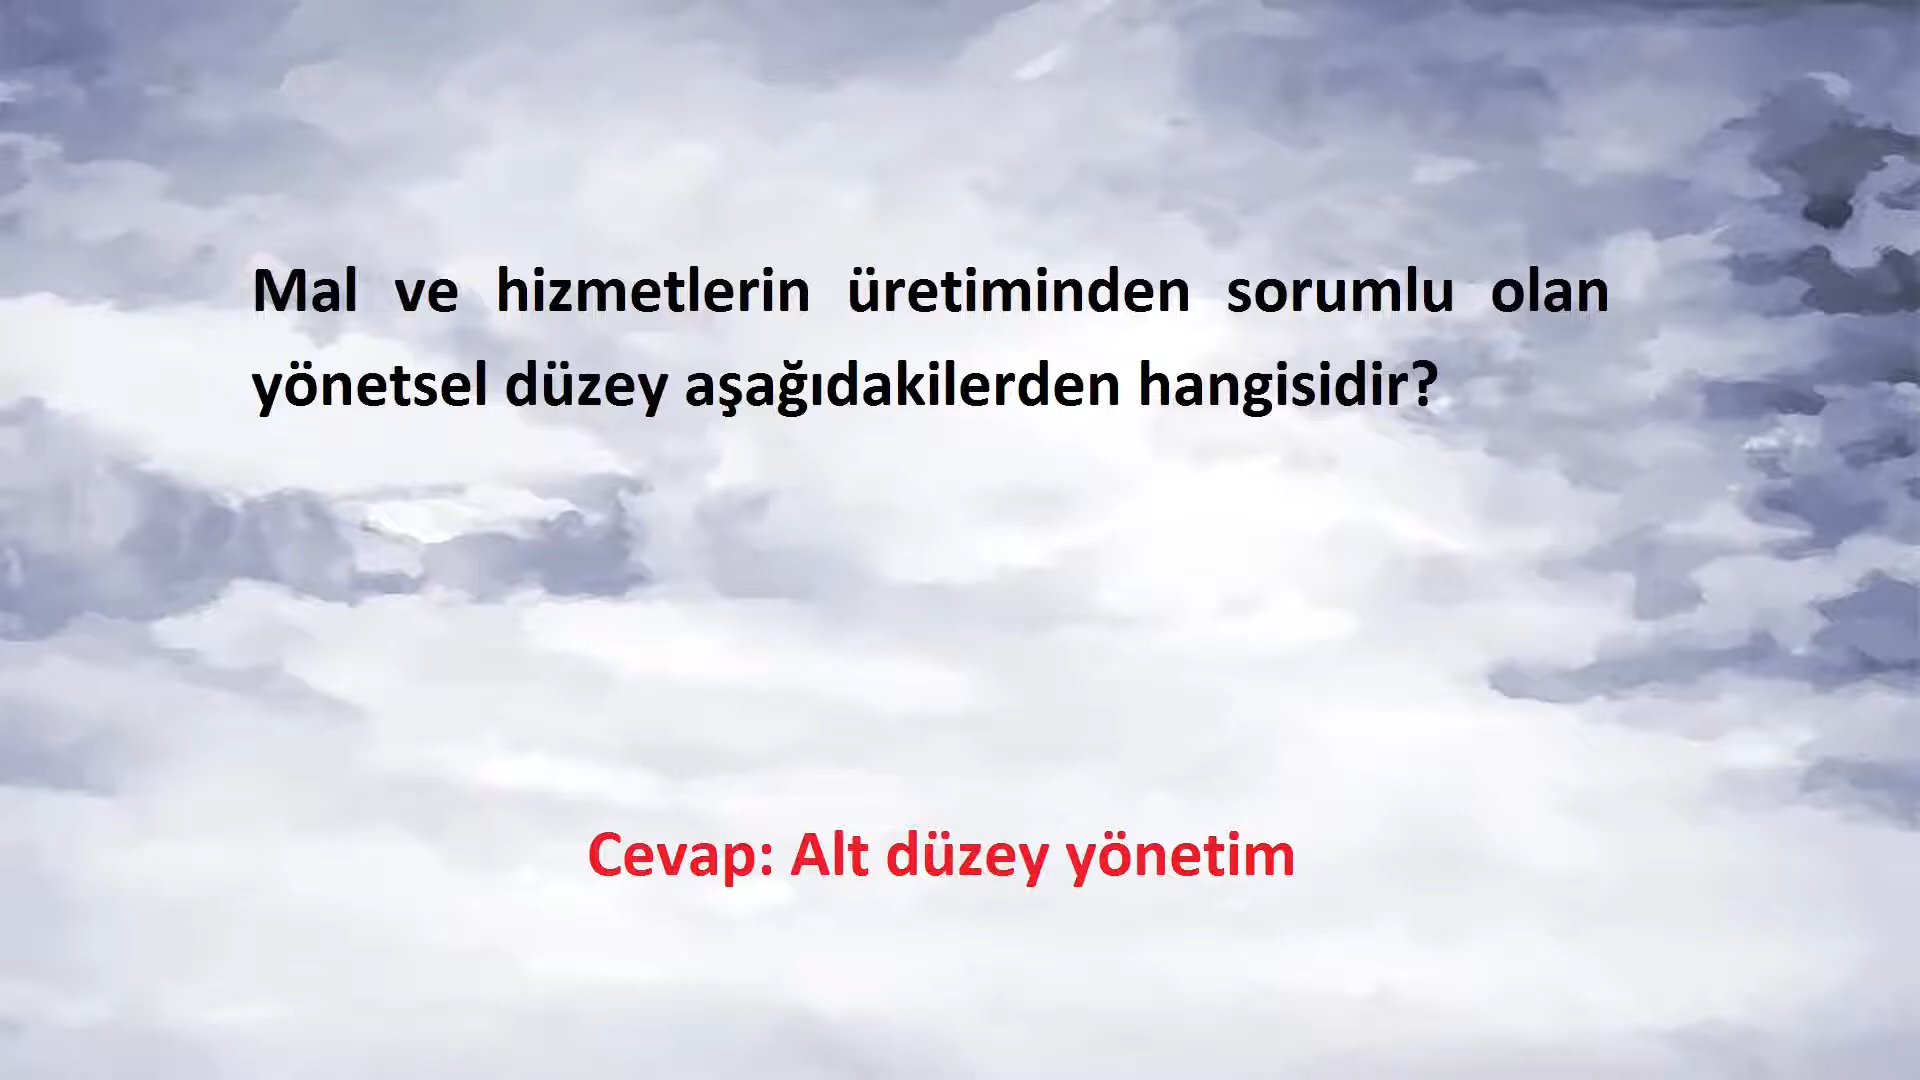 Mal ve hizmetlerin üretiminden sorumlu olan
yönetsel düzey aşağıdakilerden hangisidir?
Cevap: Alt düzey yönetim